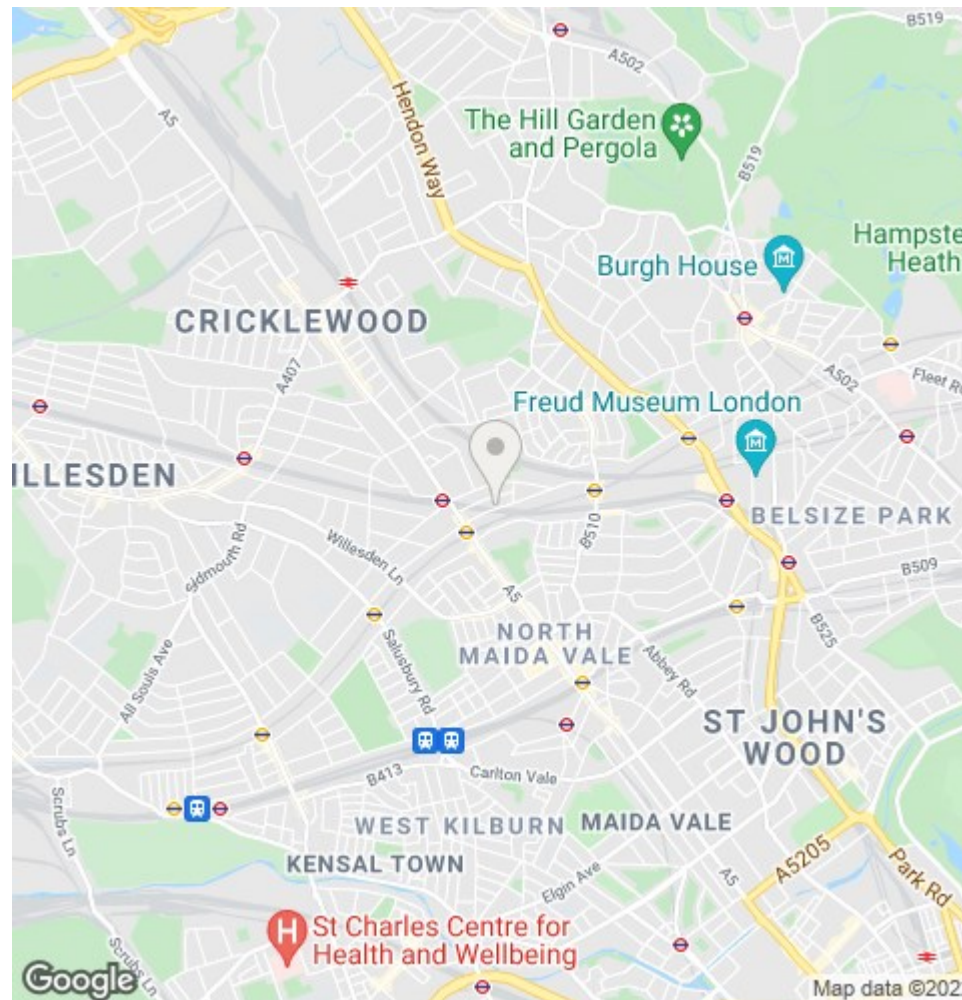 B519
A502
A5
Hendon Way
The Hill Garden
and Pergola
B519
Hampste
Heath
Burgh House
CRICKLEWOOD
A407
A502
Fleet R
Freud Museum London
ILLESDEN
BELSIZE PARK
B510
Sidmouth Rd
Willesden Ln
B509
A5
NORTH
MAIDA VALE
Salusbury Rd
Abbey Rd
B525
All Souls Ave
ST JOHN'S
WOOD
B413
Carlton Vale
Scrubs Ln
WEST KILBURN
MAIDA VALE
KENSAL TOWN
A5205
Park Rd
Elgin Ave
A5
H
St Charles Centre for
Health and Wellbeing
Scrubs Ln
Google
Map data ©202